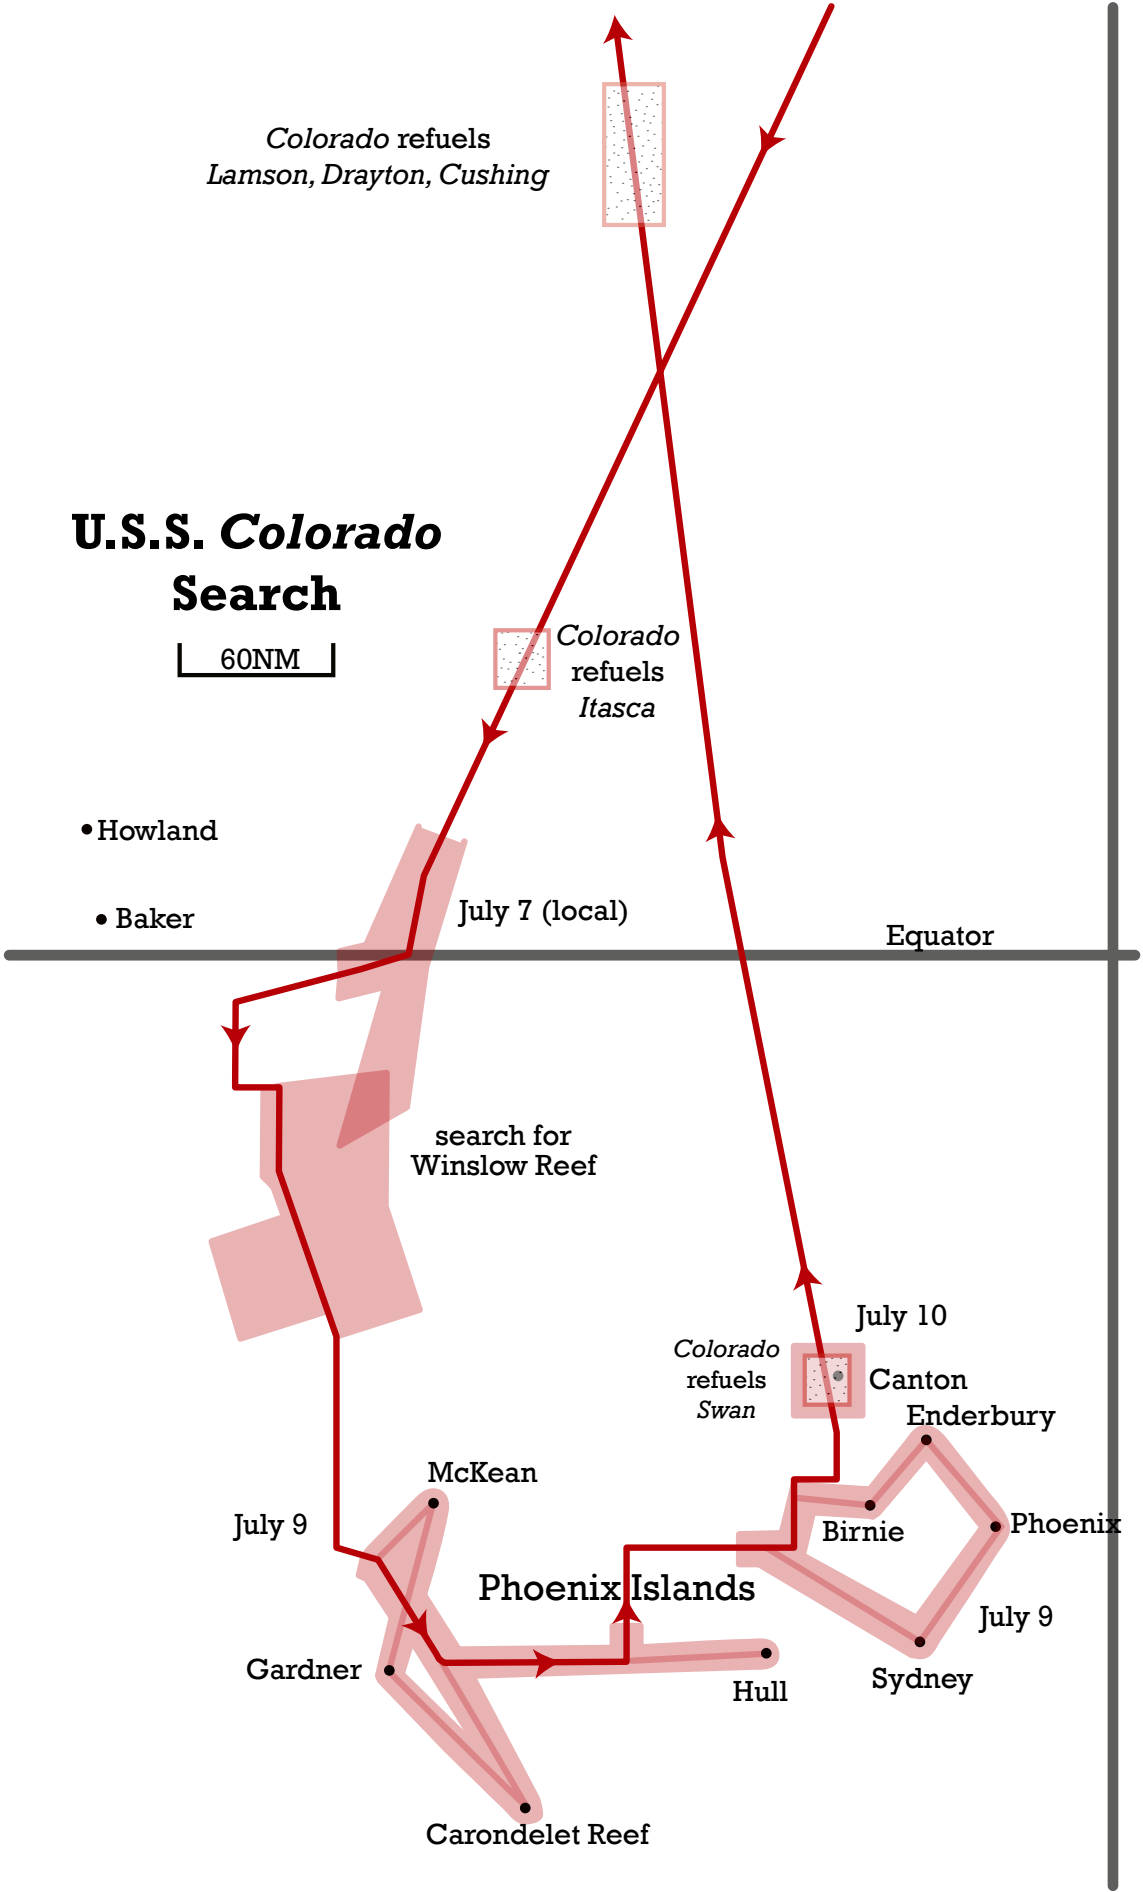 Colorado refuels
Lamson, Drayton, Cushing
U.S.S. Colorado
Search
60NM
Colorado
refuels
Itasca
Howland
Baker
July 7 (local)
Equator
search for
Winslow Reef
July 10
Colorado
refuels
Swan
Canton
Enderbury
McKean
July 9
Birnie
Phoenix
Phoenix Islands
July 9
Gardner
Hull
Sydney
Carondelet Reef